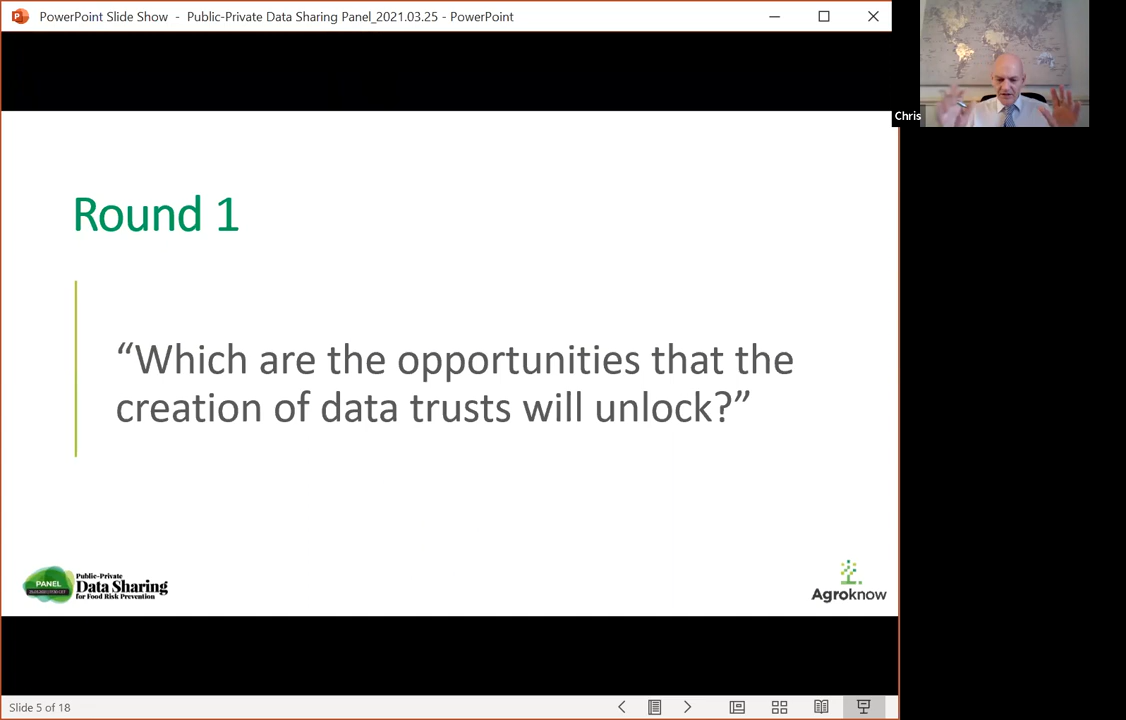 PowerPoint Slide Show - Public-Private Data Sharing Panel_2021.03.25 - PowerPoint
Chris
Round 1
“Which are the opportunities that the
creation of data trusts will unlock?”
PANEL
Public-Private
Data Sharing
for Food Risk Prevention
Agroknow
Slide 5 of 18